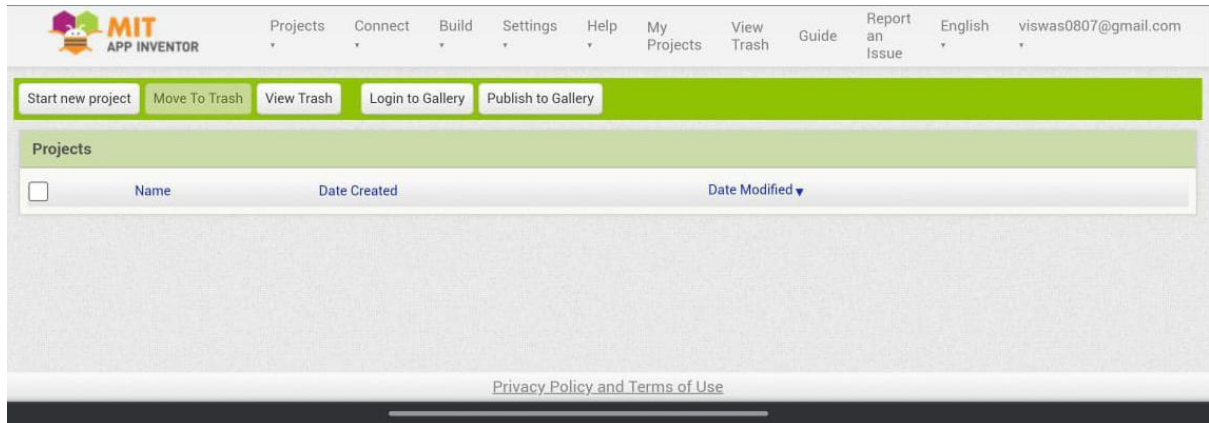 MIT
APP INVENTOR
Projects
Connect
Build
Settings
Help
My
Projects
View
Trash
Guide
Report
an
Issue
English
viswas0807@gmail.com
Start new project
Move To Trash
View Trash
Login to Gallery
Publish to Gallery
Projects
Name
Date Created
Date Modified
Privacy Policy and Terms of Use